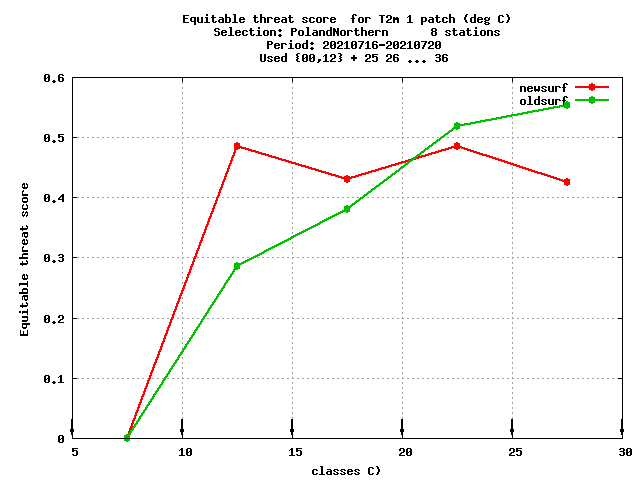 Equitable threat score  for T2m 1 patch (deg C)
Selection: PolandNorthern      8 stations
Period: 20210716-20210720
Used {00,12} + 25 26 ... 36
newsurf
oldsurf
0.6
0.5
0.4
0.3
0.2
0.1
0
Equitable threat score
5 10 15 20 25 30
classes C)